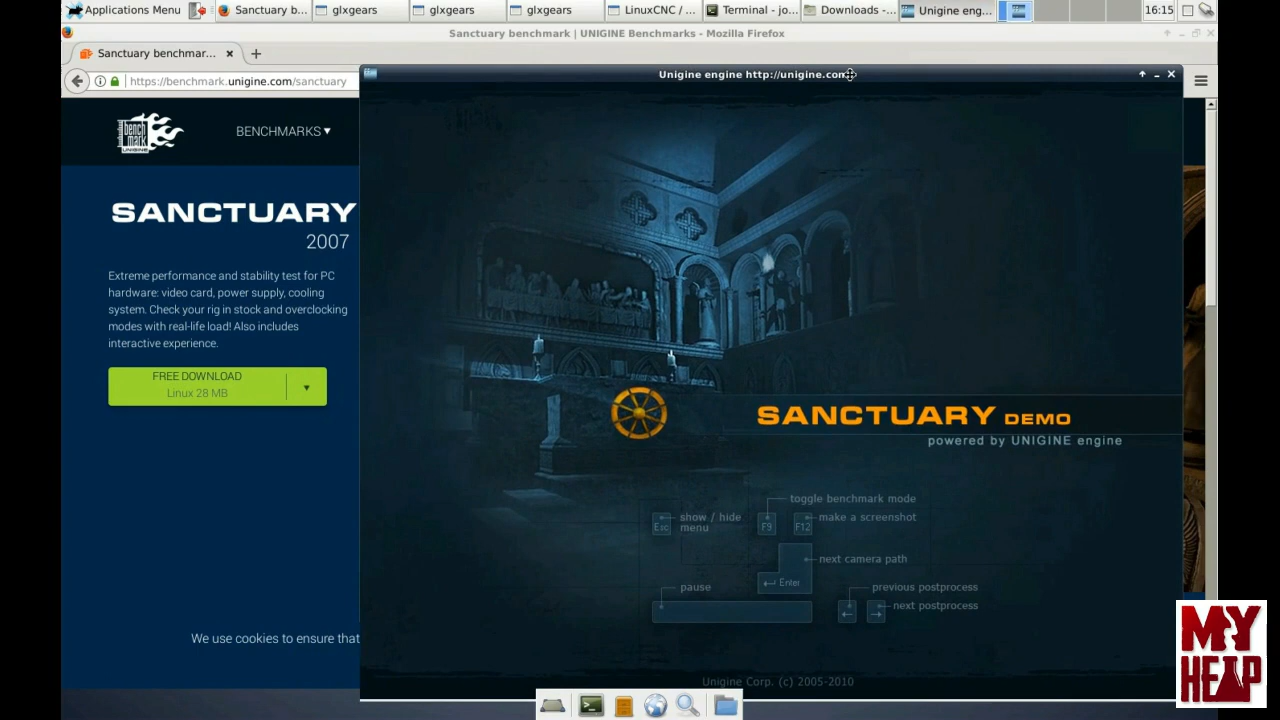 Applications Menu
Sanctuary b...
glxgears
glxgears
glxgears
LinuxCNC / ...
Terminal - jo...
Downloads -...
Unigine eng...
16:15
Sanctuary benchmark | UNIGINE Benchmarks - Mozilla Firefox
Sanctuary benchmar...
https://benchmark.unigine.com/sanctuary
Unigine engine http://unigine.com
bench
mark
UNIGINE
BENCHMARKS
SANCTUARY
2007
Extreme performance and stability test for PC
hardware: video card, power supply, cooling
system. Check your rig in stock and overclocking
modes with real-life load! Also includes
interactive experience.
FREE DOWNLOAD
Linux 28 MB
We use cookies to ensure that
SANCTUARY DEMO
powered by UNIGINE engine
toggle benchmark mode
Esc
show / hide
menu
F9
F12
make a screenshot
next camera path
Enter
pause
previous postprocess
next postprocess
Unigine Corp. (c) 2005-2010
MY
HELP